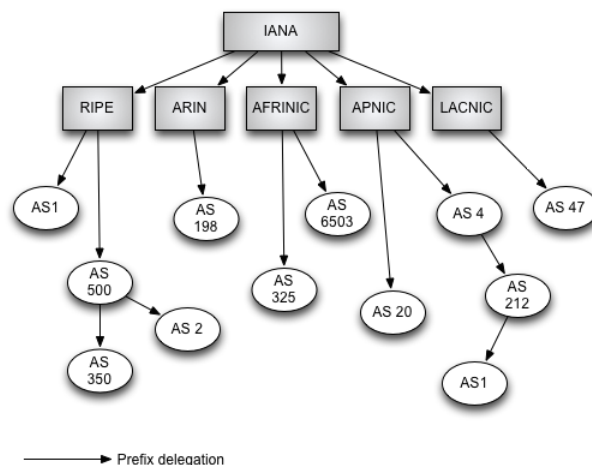 IANA
RIPE
ARIN
AFRINIC
APNIC
LACNIC
AS1
AS
198
AS
6503
AS 4
AS 47
AS
500
AS 2
AS
325
AS 20
AS
212
AS
350
AS1
Prefix delegation